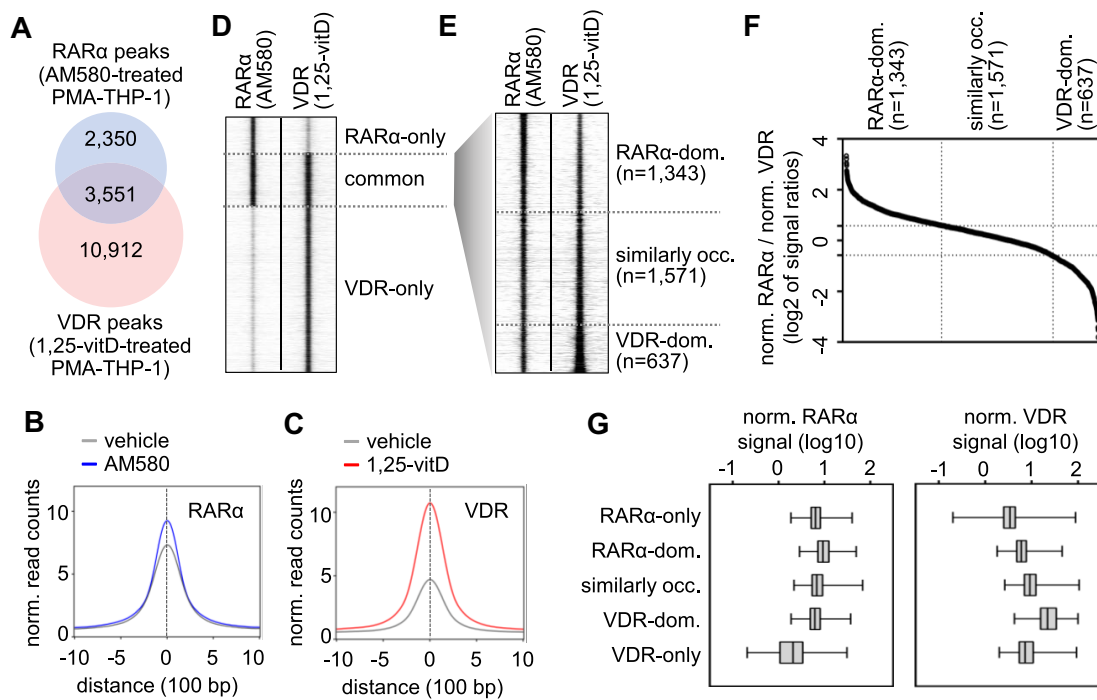 A
RARα peaks
(AM580-treated
PMA-THP-1)
2,350
3,551
10,912
VDR peaks
(1,25-vitD-treated
PMA-THP-1)
D
RARα
(AM580)
VDR
(1,25-vitD)
RARα-only
common
VDR-only
E
RARα
(AM580)
VDR
(1,25-vitD)
RARα-dom.
(n=1,343)
similarly occ.
(n=1,571)
VDR-dom.
(n=637)
F
RARα-dom.
(n=1,343)
similarly occ.
(n=1,571)
VDR-dom.
(n=637)
norm. RARα / norm. VDR
(log2 of signal ratios)
4
2
0
-2
-4
B
vehicle
AM580
RARα
norm. read counts
10
5
0
-10 -5 0 5 10
distance (100 bp)
C
vehicle
1,25-vitD
VDR
norm. read counts
10
5
0
-10 -5 0 5 10
distance (100 bp)
G
norm. RARα
signal (log10)
-1 0 1 2
norm. VDR
signal (log10)
-1 0 1 2
RARα-only
RARα-dom.
similarly occ.
VDR-dom.
VDR-only